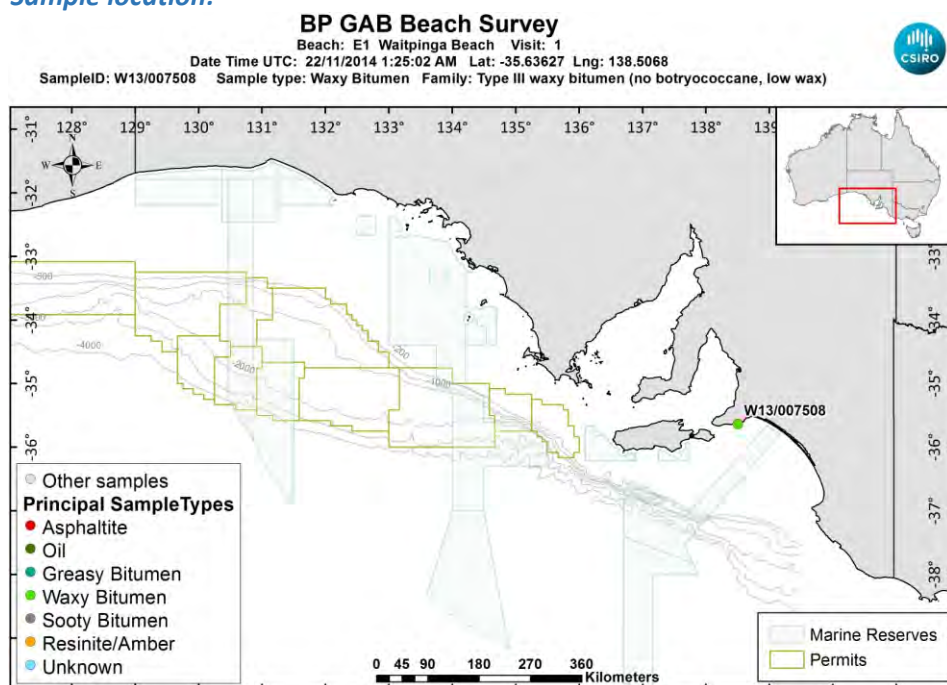 Sample location:
BP GAB Beach Survey
Beach: E1 Waitpinga Beach Visit: 1
Date Time UTC: 22/11/2014 1:25:02 AM Lat: -35.63627 Lng: 138.5068
SampleID: W13/007508 Sample type: Waxy Bitumen Family: Type III waxy bitumen (no botryococcane, low wax)
CSIRO
128° 129° 130° 131° 132° 133° 134° 135° 136° 137° 138° 139
-31°
-32°
-33°
-34°
-35°
-36°
-37°
-38°
N
W E
S
-34°
-35°
-36°
-37°
-38°
-200
-1000
-2000
-4000
W13/007508
Other samples
Principal SampleTypes
Asphaltite
Oil
Greasy Bitumen
Waxy Bitumen
Sooty Bitumen
Resinite/Amber
Unknown
0 45 90 180 270 360
Kilometers
Marine Reserves
Permits